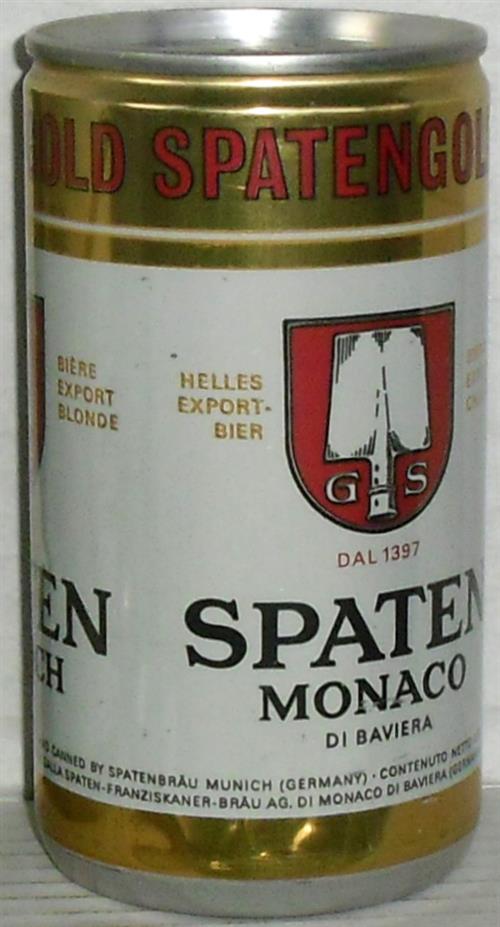 OLD SPATENGOL
BIÈRE
EXPORT
BLONDE
HELLES
EXPORT-
BIER
G S
DAL 1397
EN
CH
SPATEN
MONACO
DI BAVIERA
CANNED BY SPATENBRÄU MUNICH (GERMANY) · CONTENUTO NETTO
DALLA SPATEN-FRANZISKANER-BRÄU AG. DI MONACO DI BAVIERA